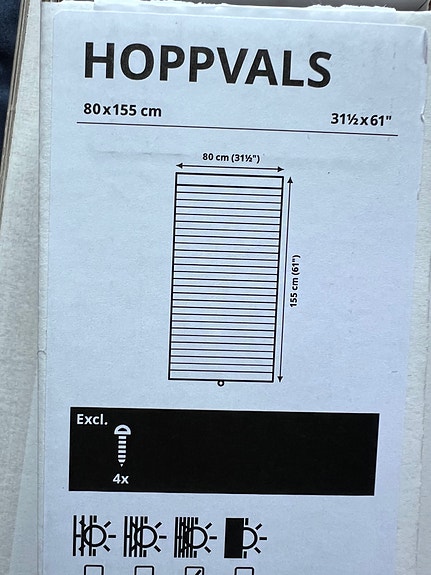 HOPPVALS
80x155 cm 31½x61"
80 cm (31½")
155 cm (61")
Excl.
4x